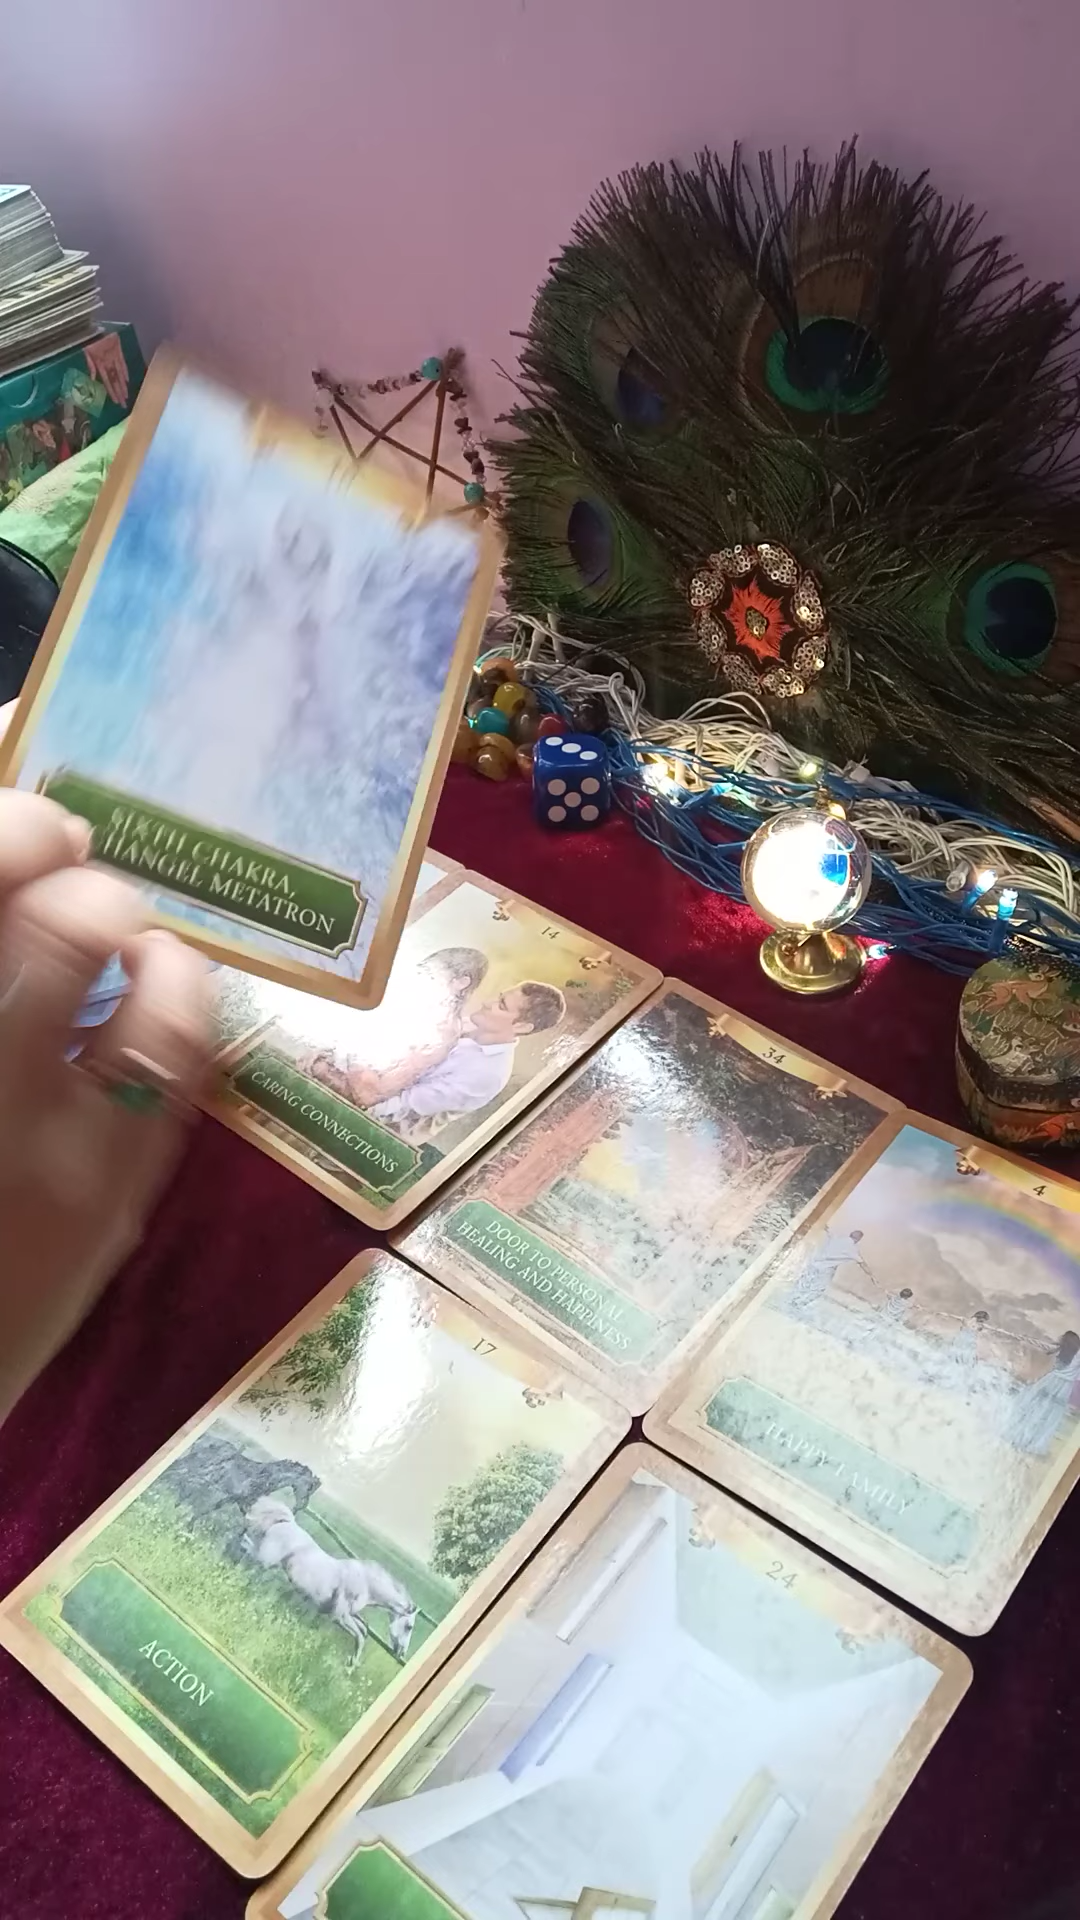 SIXTH CHAKRA,
HANGEL METATRON
14
CARING CONNECTIONS
34
DOOR TO PERSONAL
HEALING AND HAPPINESS
4
HAPPY FAMILY
17
ACTION
24